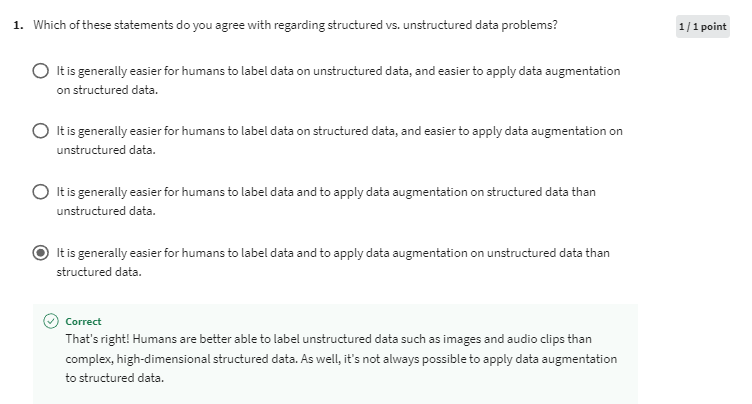 1. Which of these statements do you agree with regarding structured vs. unstructured data problems?
1 / 1 point
It is generally easier for humans to label data on unstructured data, and easier to apply data augmentation
on structured data.
It is generally easier for humans to label data on structured data, and easier to apply data augmentation on
unstructured data.
It is generally easier for humans to label data and to apply data augmentation on structured data than
unstructured data.
It is generally easier for humans to label data and to apply data augmentation on unstructured data than
structured data.
Correct
That's right! Humans are better able to label unstructured data such as images and audio clips than
complex, high-dimensional structured data. As well, it's not always possible to apply data augmentation
to structured data.